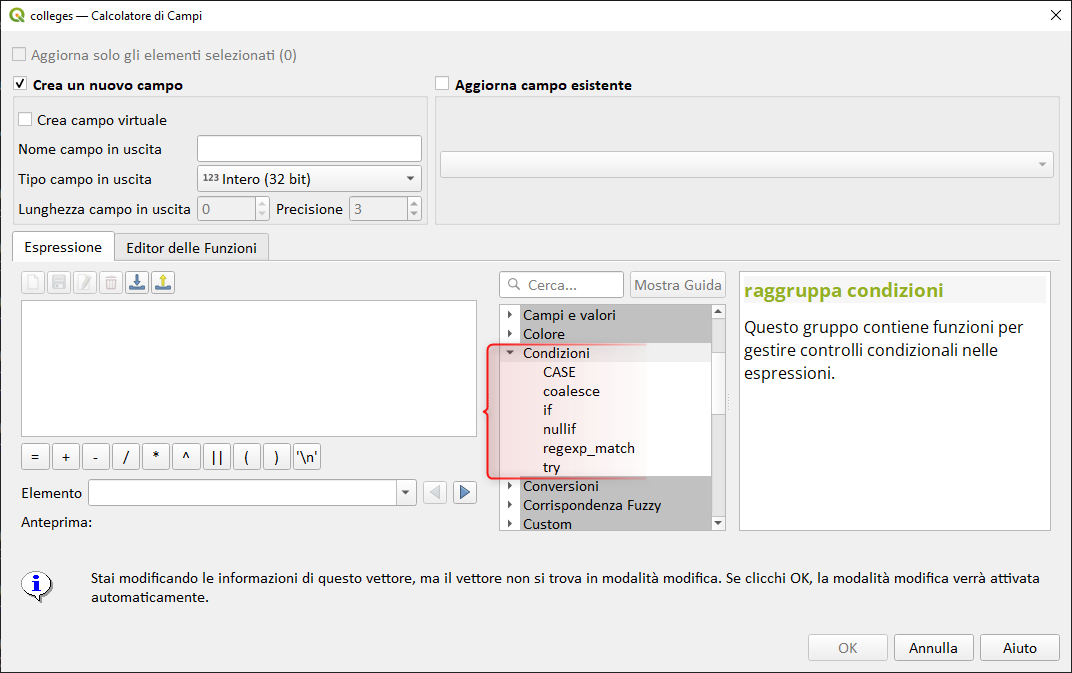 colleges — Calcolatore di Campi
Aggiorna solo gli elementi selezionati (0)
Crea un nuovo campo
Aggiorna campo esistente
Crea campo virtuale
Nome campo in uscita
Tipo campo in uscita
123 Intero (32 bit)
Lunghezza campo in uscita 0 Precisione 3
Espressione
Editor delle Funzioni
Cerca...
Mostra Guida
Campi e valori
Colore
Condizioni
CASE
coalesce
if
nullif
regexp_match
try
Conversioni
Corrispondenza Fuzzy
Custom
raggruppa condizioni
Questo gruppo contiene funzioni per
gestire controlli condizionali nelle
espressioni.
= + - / * ^ || ( ) '\n'
Elemento
Anteprima:
Stai modificando le informazioni di questo vettore, ma il vettore non si trova in modalità modifica. Se clicchi OK, la modalità modifica verrà attivata
automaticamente.
OK
Annulla
Aiuto